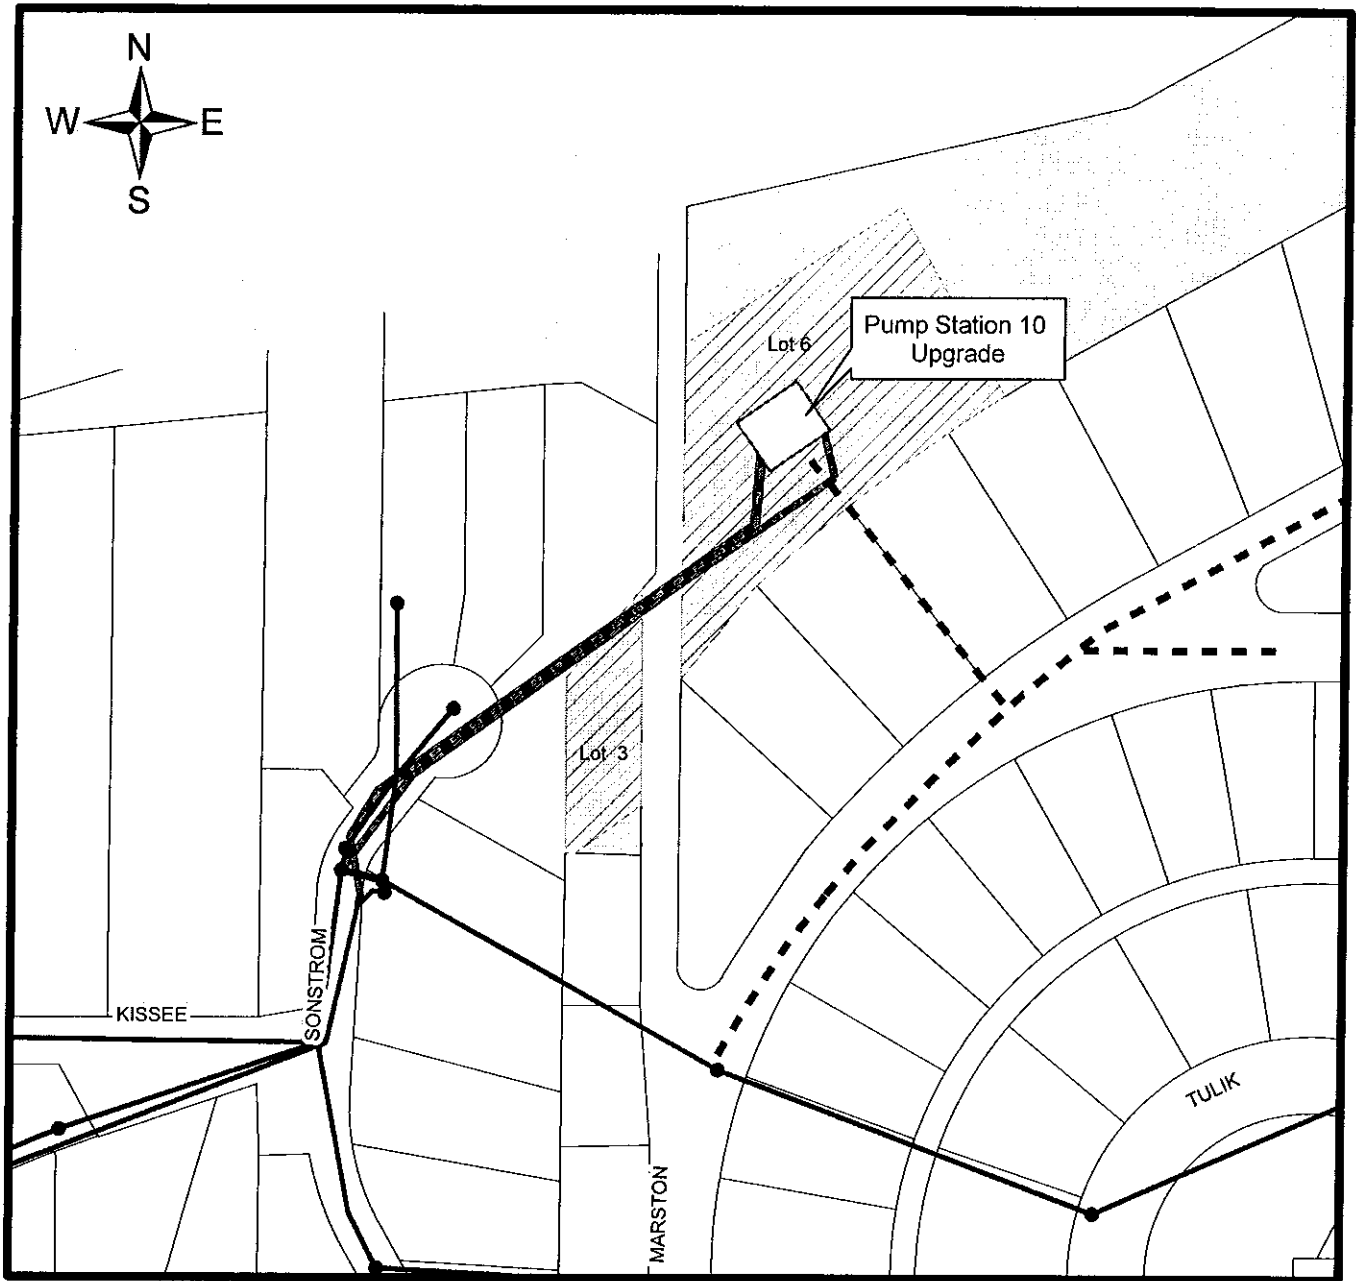 N
W E
S
Pump Station 10
Upgrade
Lot 6
Lot 3
SONSTROM
KISSEE
TULIK
MARSTON